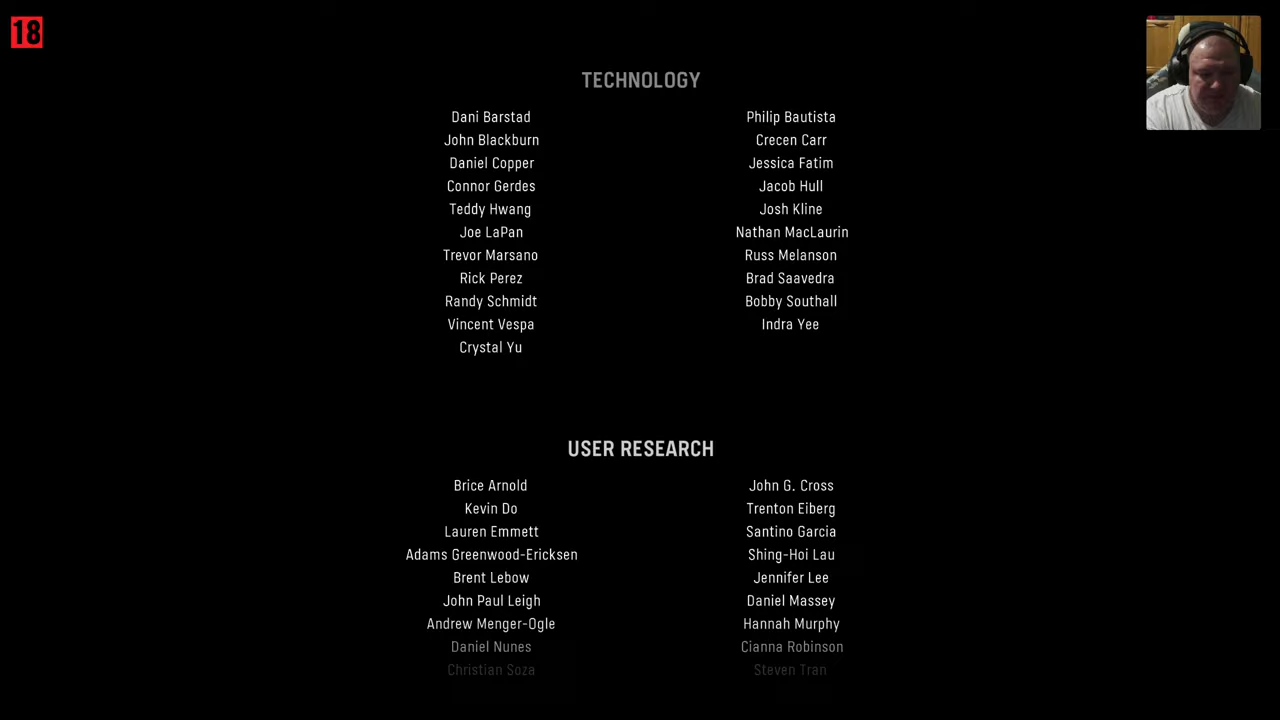 18
TECHNOLOGY
Dani Barstad Philip Bautista
John Blackburn Crecen Carr
Daniel Copper Jessica Fatim
Connor Gerdes Jacob Hull
Teddy Hwang Josh Kline
Joe LaPan Nathan MacLaurin
Trevor Marsano Russ Melanson
Rick Perez Brad Saavedra
Randy Schmidt Bobby Southall
Vincent Vespa Indra Yee
Crystal Yu
USER RESEARCH
Brice Arnold John G. Cross
Kevin Do Trenton Eiberg
Lauren Emmett Santino Garcia
Adams Greenwood-Ericksen Shing-Hoi Lau
Brent Lebow Jennifer Lee
John Paul Leigh Daniel Massey
Andrew Menger-Ogle Hannah Murphy
Daniel Nunes Cianna Robinson
Christian Soza Steven Tran